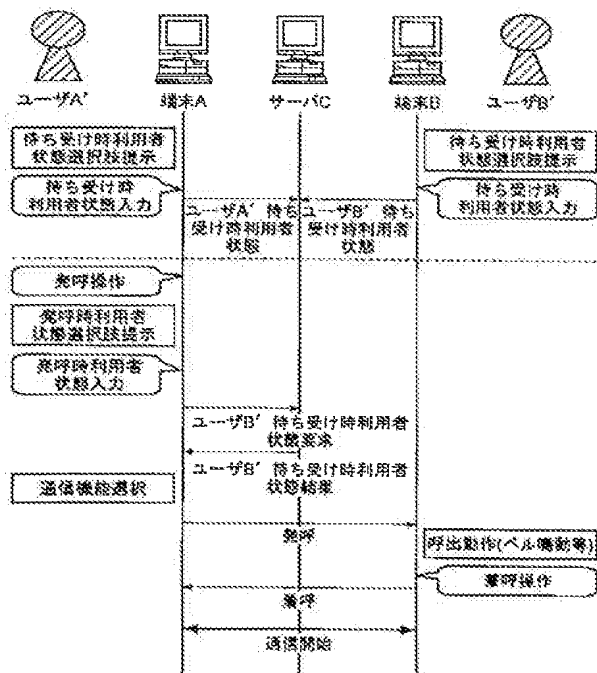 ユーザA'
端末A
サーバC
端末B
ユーザB'
待ち受け時利用者
状態選択肢提示
待ち受け時利用者
状態選択肢提示
待ち受け時
利用者状態入力
待ち受け時
利用者状態入力
ユーザA' 待ち
受け時利用者
状態
ユーザB' 待ち
受け時利用者
状態
発呼操作
発呼時利用者
状態選択肢提示
発呼時利用者
状態入力
ユーザB' 待ち受け時利用者
状態要求
ユーザB' 待ち受け時利用者
状態結果
通信機能選択
発呼
呼出動作(ベル鳴動等)
着呼操作
着呼
通信開始